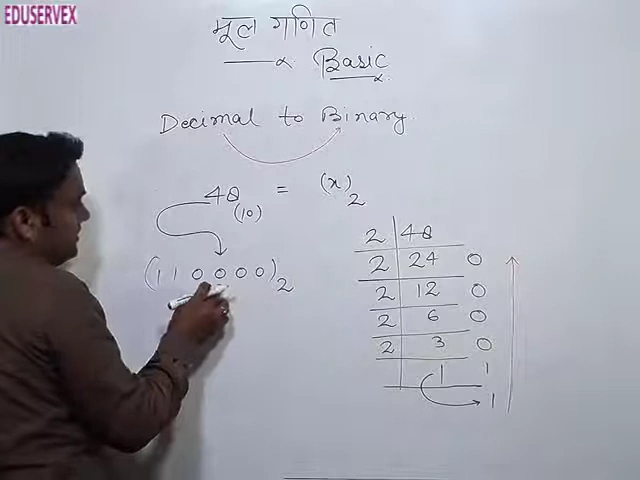 EDUSERVEX
मूल गणित
Basic
Decimal to Binary.
48(10) = (x)2
(110000)2
2 48
2 24 0
2 12 0
2 6 0
2 3 0
1 1
1